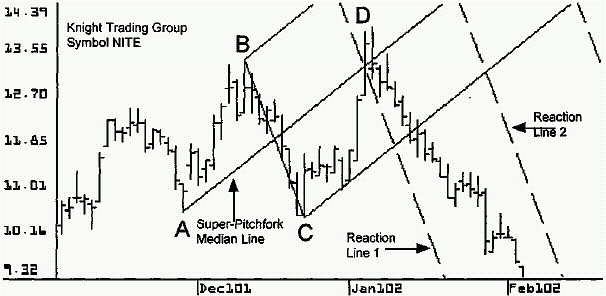 14.39
Knight Trading Group
Symbol NITE
13.55
B
D
12.70
11.85
Reaction
Line 2
11.01
A
Super-Pitchfork
Median Line
C
10.16
Reaction
Line 1
9.32
Dec101
Jan102
Feb102